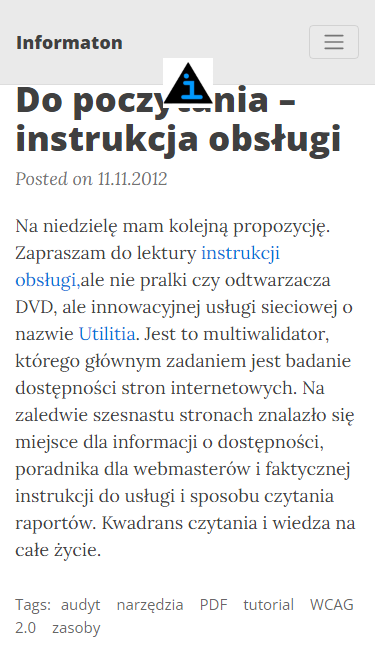 Informaton
Do poczytania –
instrukcja obsługi
Posted on 11.11.2012
Na niedzielę mam kolejną propozycję.
Zapraszam do lektury instrukcji
obsługi,ale nie pralki czy odtwarzacza
DVD, ale innowacyjnej usługi sieciowej o
nazwie Utilitia. Jest to multiwalidator,
którego głównym zadaniem jest badanie
dostępności stron internetowych. Na
zaledwie szesnastu stronach znalazło się
miejsce dla informacji o dostępności,
poradnika dla webmasterów i faktycznej
instrukcji do usługi i sposobu czytania
raportów. Kwadrans czytania i wiedza na
całe życie.
Tags: audyt narzędzia PDF tutorial WCAG
2.0 zasoby